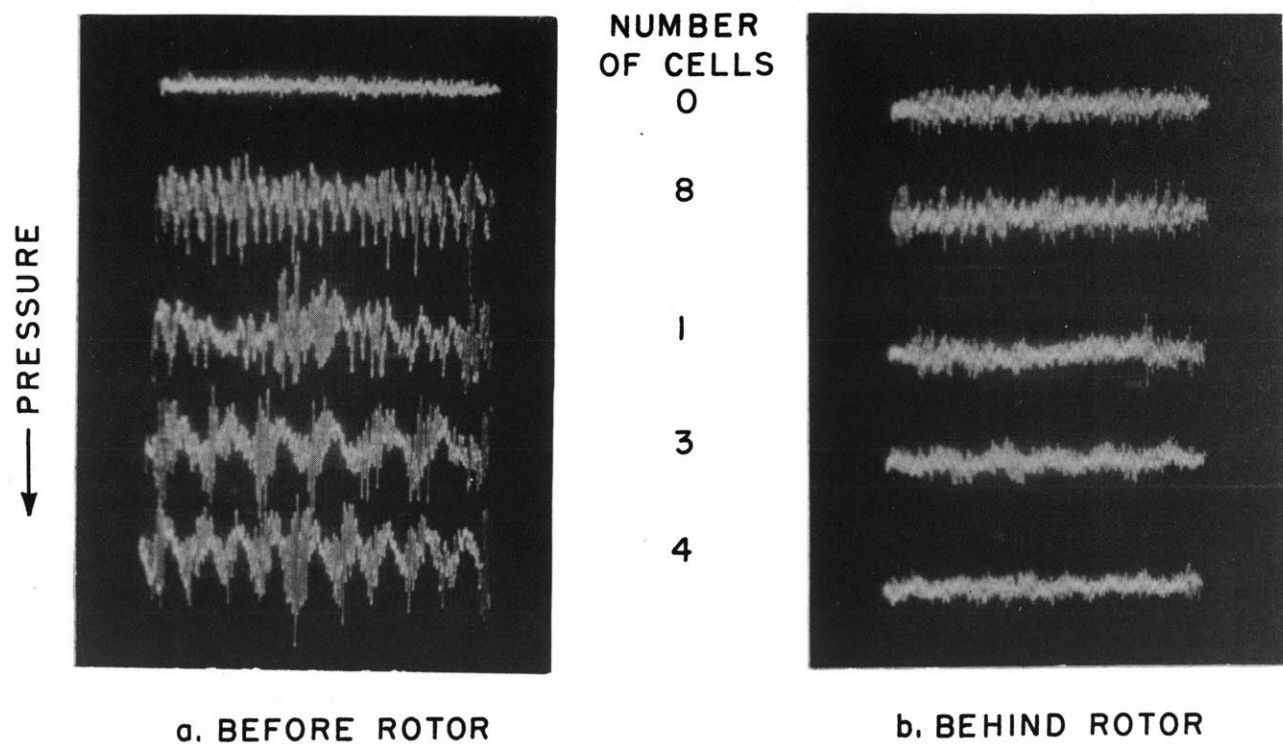 NUMBER
OF CELLS
0
8
1
3
4
PRESSURE
a. BEFORE ROTOR
b. BEHIND ROTOR